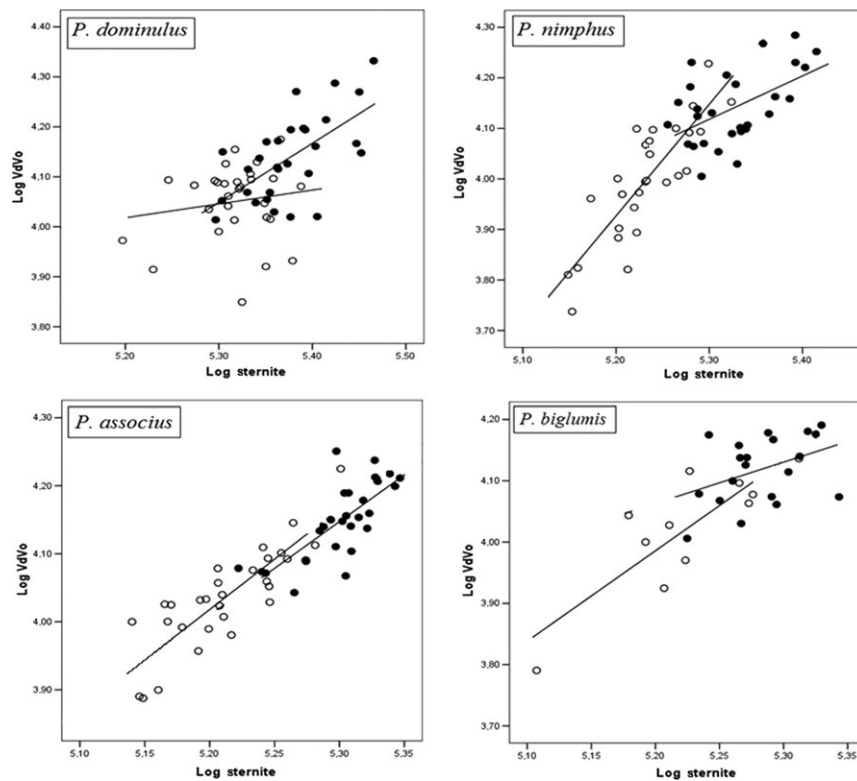 P. dominulus
4,40
4,30
4,20
4,10
4,00
3,90
3,80
Log VdVo
5,20 5,30 5,40 5,50
Log sternite
P. nimphus
4,30
4,20
4,10
4,00
3,90
3,80
3,70
Log VdVo
5,10 5,20 5,30 5,40
Log sternite
P. associus
4,30
4,20
4,10
4,00
3,90
Log VdVo
5,10 5,15 5,20 5,25 5,30 5,35
Log sternite
P. biglumis
4,20
4,10
4,00
3,90
3,80
3,70
Log VdVo
5,10 5,15 5,20 5,25 5,30 5,35
Log sternite